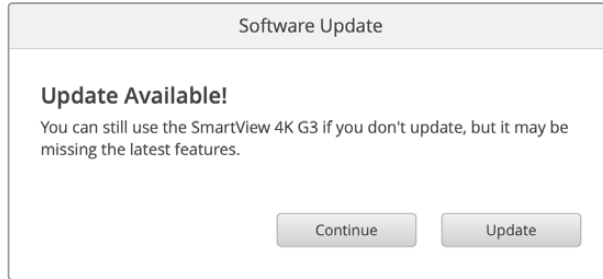 Software Update
Update Available!
You can still use the SmartView 4K G3 if you don't update, but it may be
missing the latest features.
Continue
Update